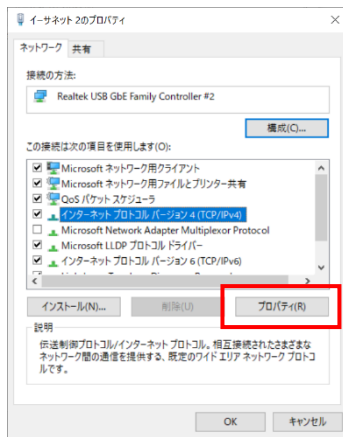 イーサネット 2のプロパティ
ネットワーク 共有
接続の方法:
Realtek USB GbE Family Controller #2
構成(C)...
この接続は次の項目を使用します(O):
Microsoft ネットワーク用クライアント
Microsoft ネットワーク用ファイルとプリンター共有
QoS パケット スケジューラ
インターネット プロトコル バージョン 4 (TCP/IPv4)
Microsoft Network Adapter Multiplexor Protocol
Microsoft LLDP プロトコル ドライバー
インターネット プロトコル バージョン 6 (TCP/IPv6)
インストール(N)... 削除(U) プロパティ(R)
説明
伝送制御プロトコル/インターネット プロトコル。相互接続されたさまざまな
ネットワーク間の通信を提供する、既定のワイド エリア ネットワーク プロトコ
ルです。
OK キャンセル